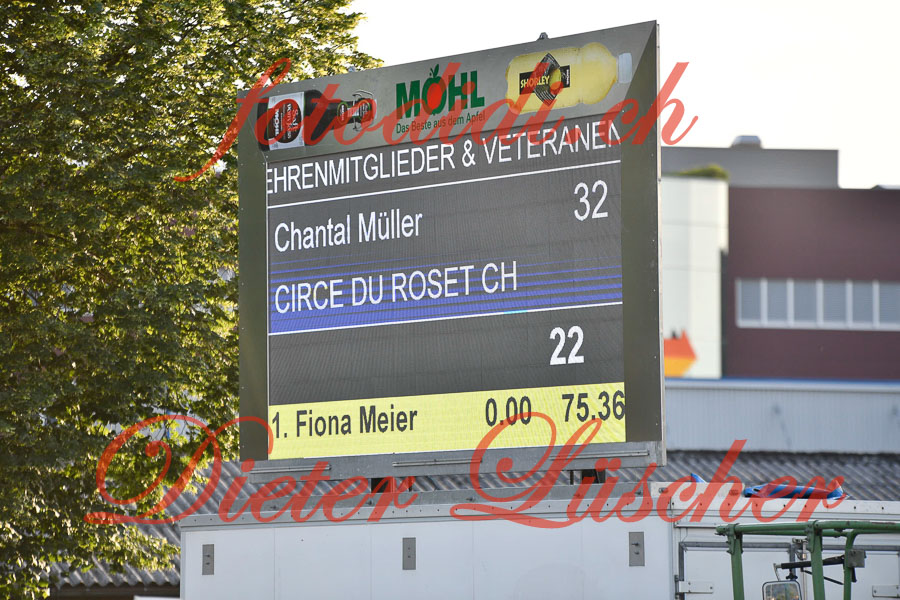 MÖHL
Das Beste aus dem Apfel
SHORLEY
fotodidi.ch
EHRENMITGLIEDER & VETERANEN
Chantal Müller 32
CIRCE DU ROSET CH
22
1. Fiona Meier 0.00 75.36
Dieter Lüscher